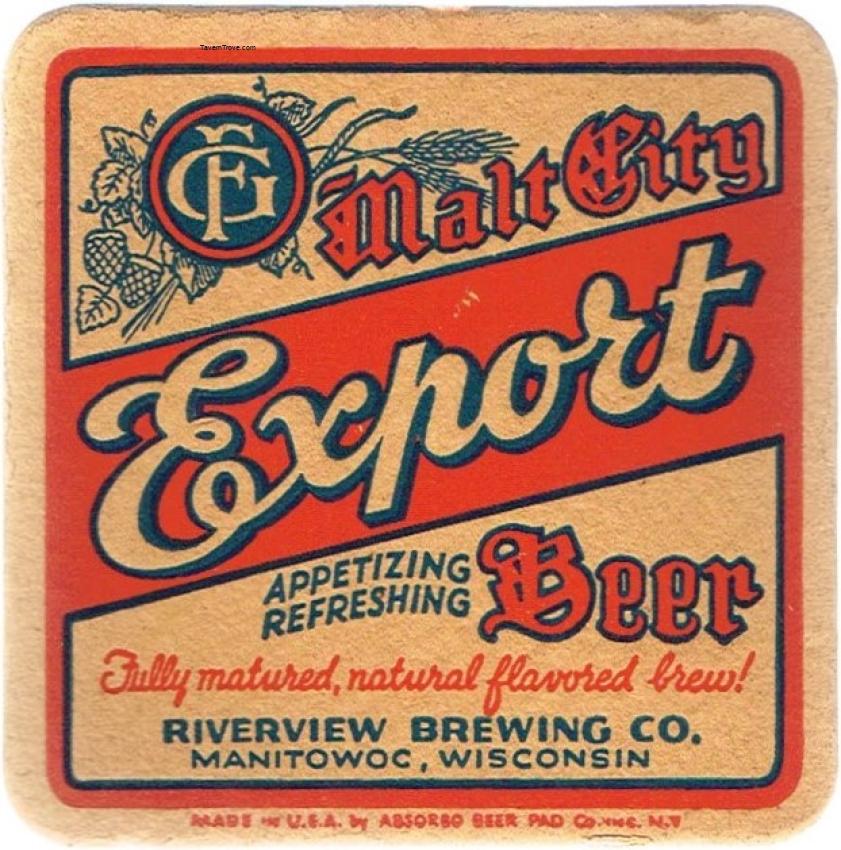 TavernTrove.com
GF
Malt City
Export
APPETIZING
REFRESHING
Beer
Fully matured, natural flavored brew!
RIVERVIEW BREWING CO.
MANITOWOC, WISCONSIN
MADE IN U.S.A. by ABSORBO BEER PAD Co. INC. N.Y